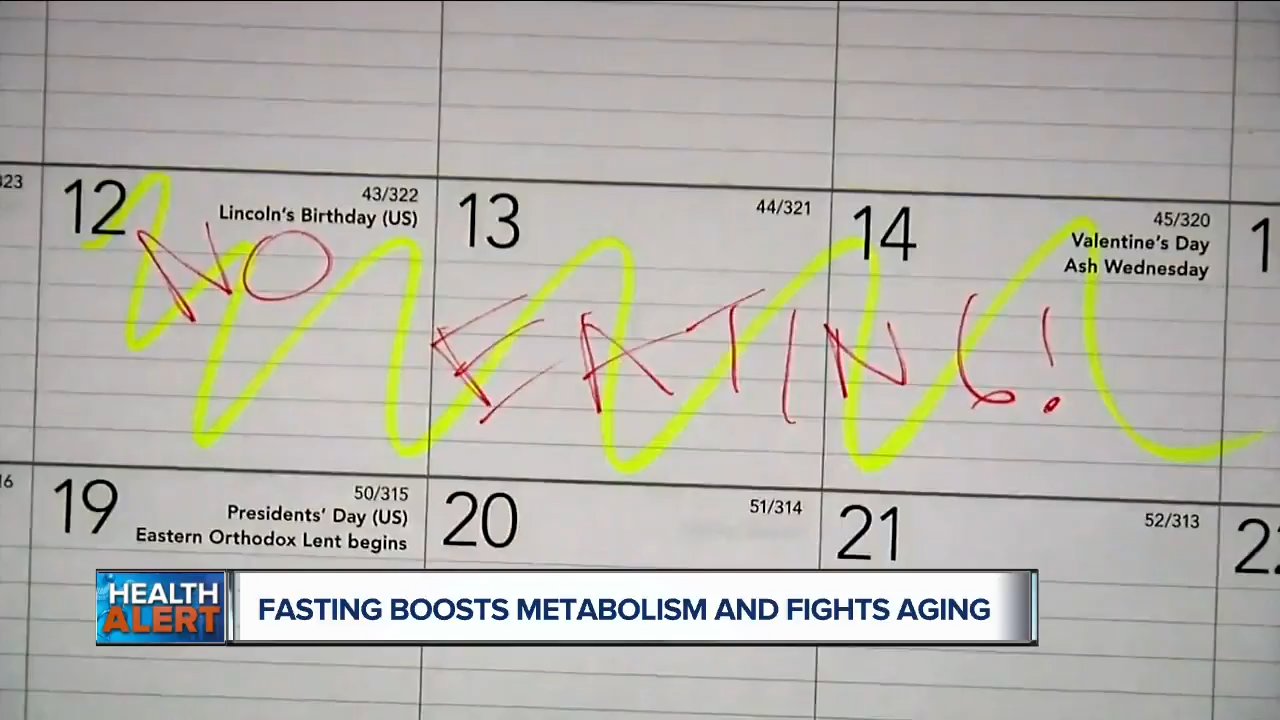 12
43/322
Lincoln's Birthday (US)
13
44/321
14
45/320
Valentine's Day
Ash Wednesday
NO
EATING!
19
50/315
Presidents' Day (US)
Eastern Orthodox Lent begins
20
51/314
21
52/313
HEALTH
ALERT
FASTING BOOSTS METABOLISM AND FIGHTS AGING